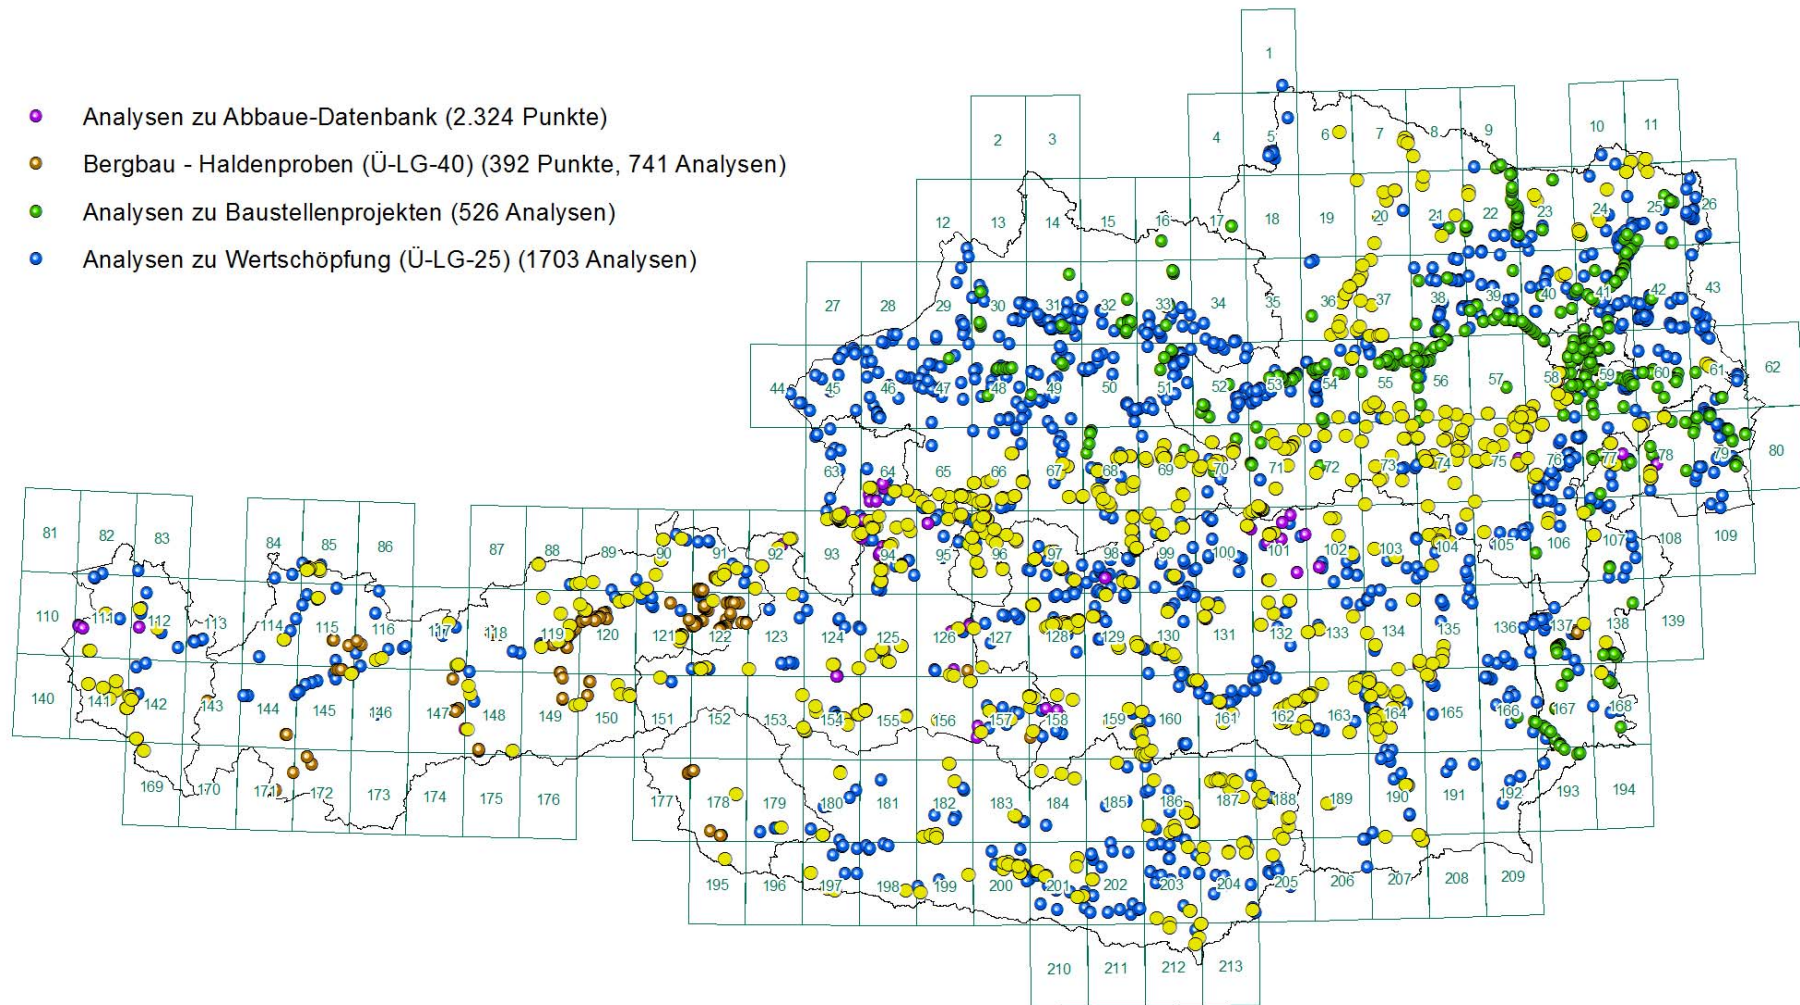 Analysen zu Abbaue-Datenbank (2.324 Punkte)
Bergbau - Haldenproben (Ü-LG-40) (392 Punkte, 741 Analysen)
Analysen zu Baustellenprojekten (526 Analysen)
Analysen zu Wertschöpfung (Ü-LG-25) (1703 Analysen)
1
2 3 4 5 6 7 8 9 10 11
12 13 14 15 16 17 18 19 20 21 22 23 24 25 26
27 28 29 30 31 32 33 34 35 36 37 38 39 40 41 42 43
44 45 46 47 48 49 50 51 52 53 54 55 56 57 58 59 60 61 62
63 64 65 66 67 68 69 70 71 72 73 74 75 76 77 78 79 80
81 82 83 84 85 86 87 88 89 90 91 92 93 94 95 96 97 98 99 100 101 102 103 104 105 106 107 108 109
110 111 112 113 114 115 116 117 118 119 120 121 122 123 124 125 126 127 128 129 130 131 132 133 134 135 136 137 138 139
140 141 142 143 144 145 146 147 148 149 150 151 152 153 154 155 156 157 158 159 160 161 162 163 164 165 166 167 168
169 170 171 172 173 174 175 176 177 178 179 180 181 182 183 184 185 186 187 188 189 190 191 192 193 194
195 196 197 198 199 200 201 202 203 204 205 206 207 208 209
210 211 212 213